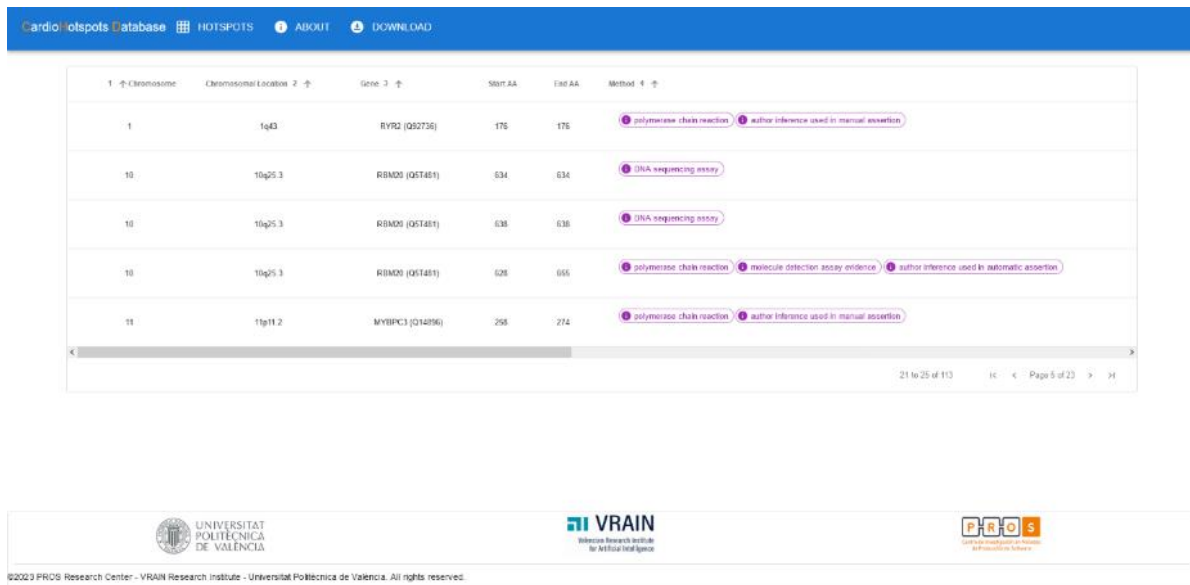 CardioHotspots Database HOTSPOTS ABOUT DOWNLOAD
1 Chromosome Chromosomal Location 2 Gene 3 Start AA End AA Method 4
1 1q43 RYR2 (Q92736) 176 176 polymerase chain reaction author inference used in manual assertion
10 10q25.3 RBM20 (Q5T481) 634 634 DNA sequencing assay
10 10q25.3 RBM20 (Q5T481) 638 638 DNA sequencing assay
10 10q25.3 RBM20 (Q5T481) 628 655 polymerase chain reaction molecule detection assay evidence author inference used in automatic assertion
11 11p11.2 MYBPC3 (Q14896) 258 274 polymerase chain reaction author inference used in manual assertion
21 to 25 of 113 Page 5 of 23
UNIVERSITAT
POLITÈCNICA
DE VALÈNCIA
VRAIN
Valencian Research Institute
for Artificial Intelligence
PROS
©2023 PROS Research Center - VRAIN Research Institute - Universitat Politècnica de València. All rights reserved.